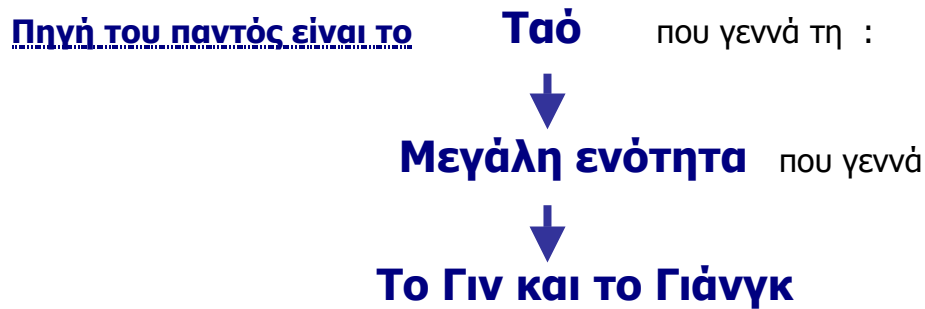 Πηγή του παντός είναι το Ταό που γεννά τη :
Μεγάλη ενότητα που γεννά
Το Γιν και το Γιάνγκ